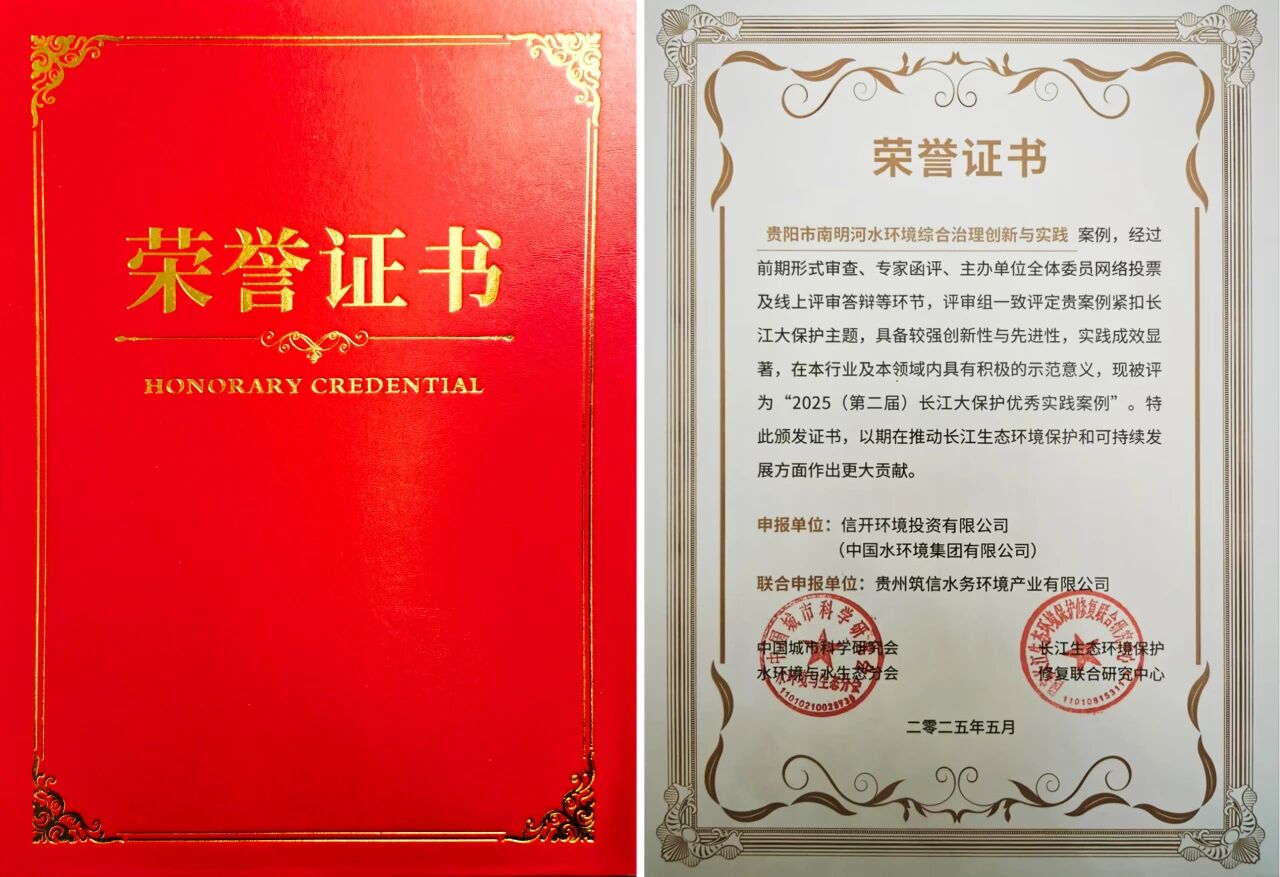 荣誉证书
HONORARY CREDENTIAL
荣誉证书
贵阳市南明河水环境综合治理创新与实践 案例，经过
前期形式审查、专家函评、主办单位全体委员网络投票
及线上评审答辩等环节，评审组一致评定贵案例紧扣长
江大保护主题，具备较强创新性与先进性，实践成效显
著，在本行业及本领域内具有积极的示范意义，现被评
为“2025（第二届）长江大保护优秀实践案例”。特
此颁发证书，以期在推动长江生态环境保护和可持续发
展方面作出更大贡献。
申报单位：信开环境投资有限公司
（中国水环境集团有限公司）
联合申报单位：贵州筑信水务环境产业有限公司
中国城市科学研究会
水环境与水生态分会
长江生态环境保护
修复联合研究中心
二零二五年五月